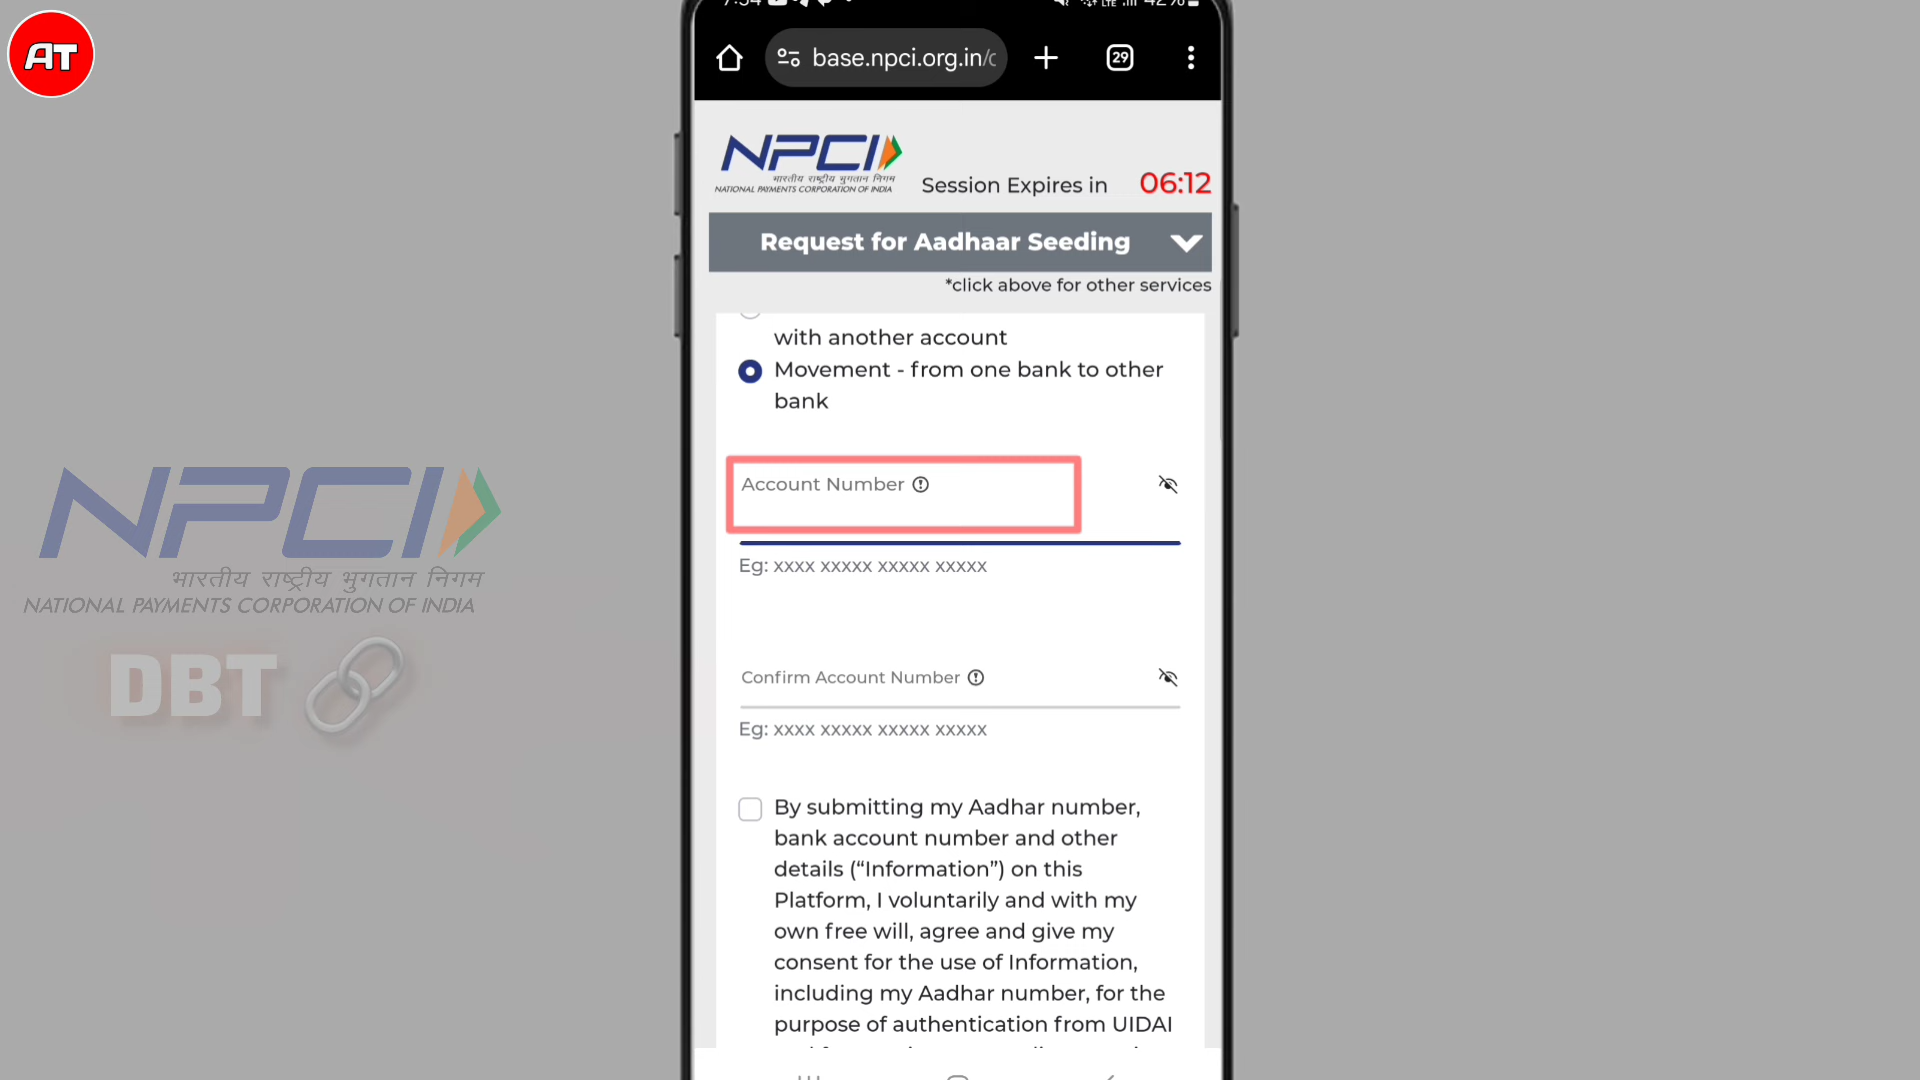 AT
7:54
LTE 42%
base.npci.org.in/c
29
NPCI
भारतीय राष्ट्रीय भुगतान निगम
NATIONAL PAYMENTS CORPORATION OF INDIA
Session Expires in 06:12
Request for Aadhaar Seeding
*click above for other services
with another account
Movement - from one bank to other
bank
Account Number
Eg: xxxx xxxxx xxxxx xxxxx
Confirm Account Number
Eg: xxxx xxxxx xxxxx xxxxx
By submitting my Aadhar number,
bank account number and other
details (“Information”) on this
Platform, I voluntarily and with my
own free will, agree and give my
consent for the use of Information,
including my Aadhar number, for the
purpose of authentication from UIDAI
NPCI
भारतीय राष्ट्रीय भुगतान निगम
NATIONAL PAYMENTS CORPORATION OF INDIA
DBT